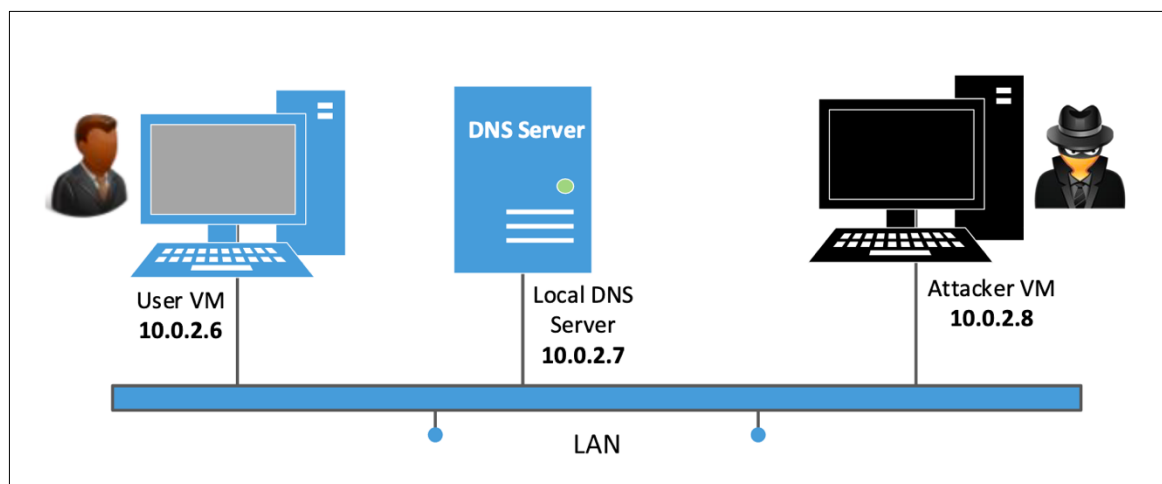 DNS Server
User VM
10.0.2.6
Local DNS
Server
10.0.2.7
Attacker VM
10.0.2.8
LAN